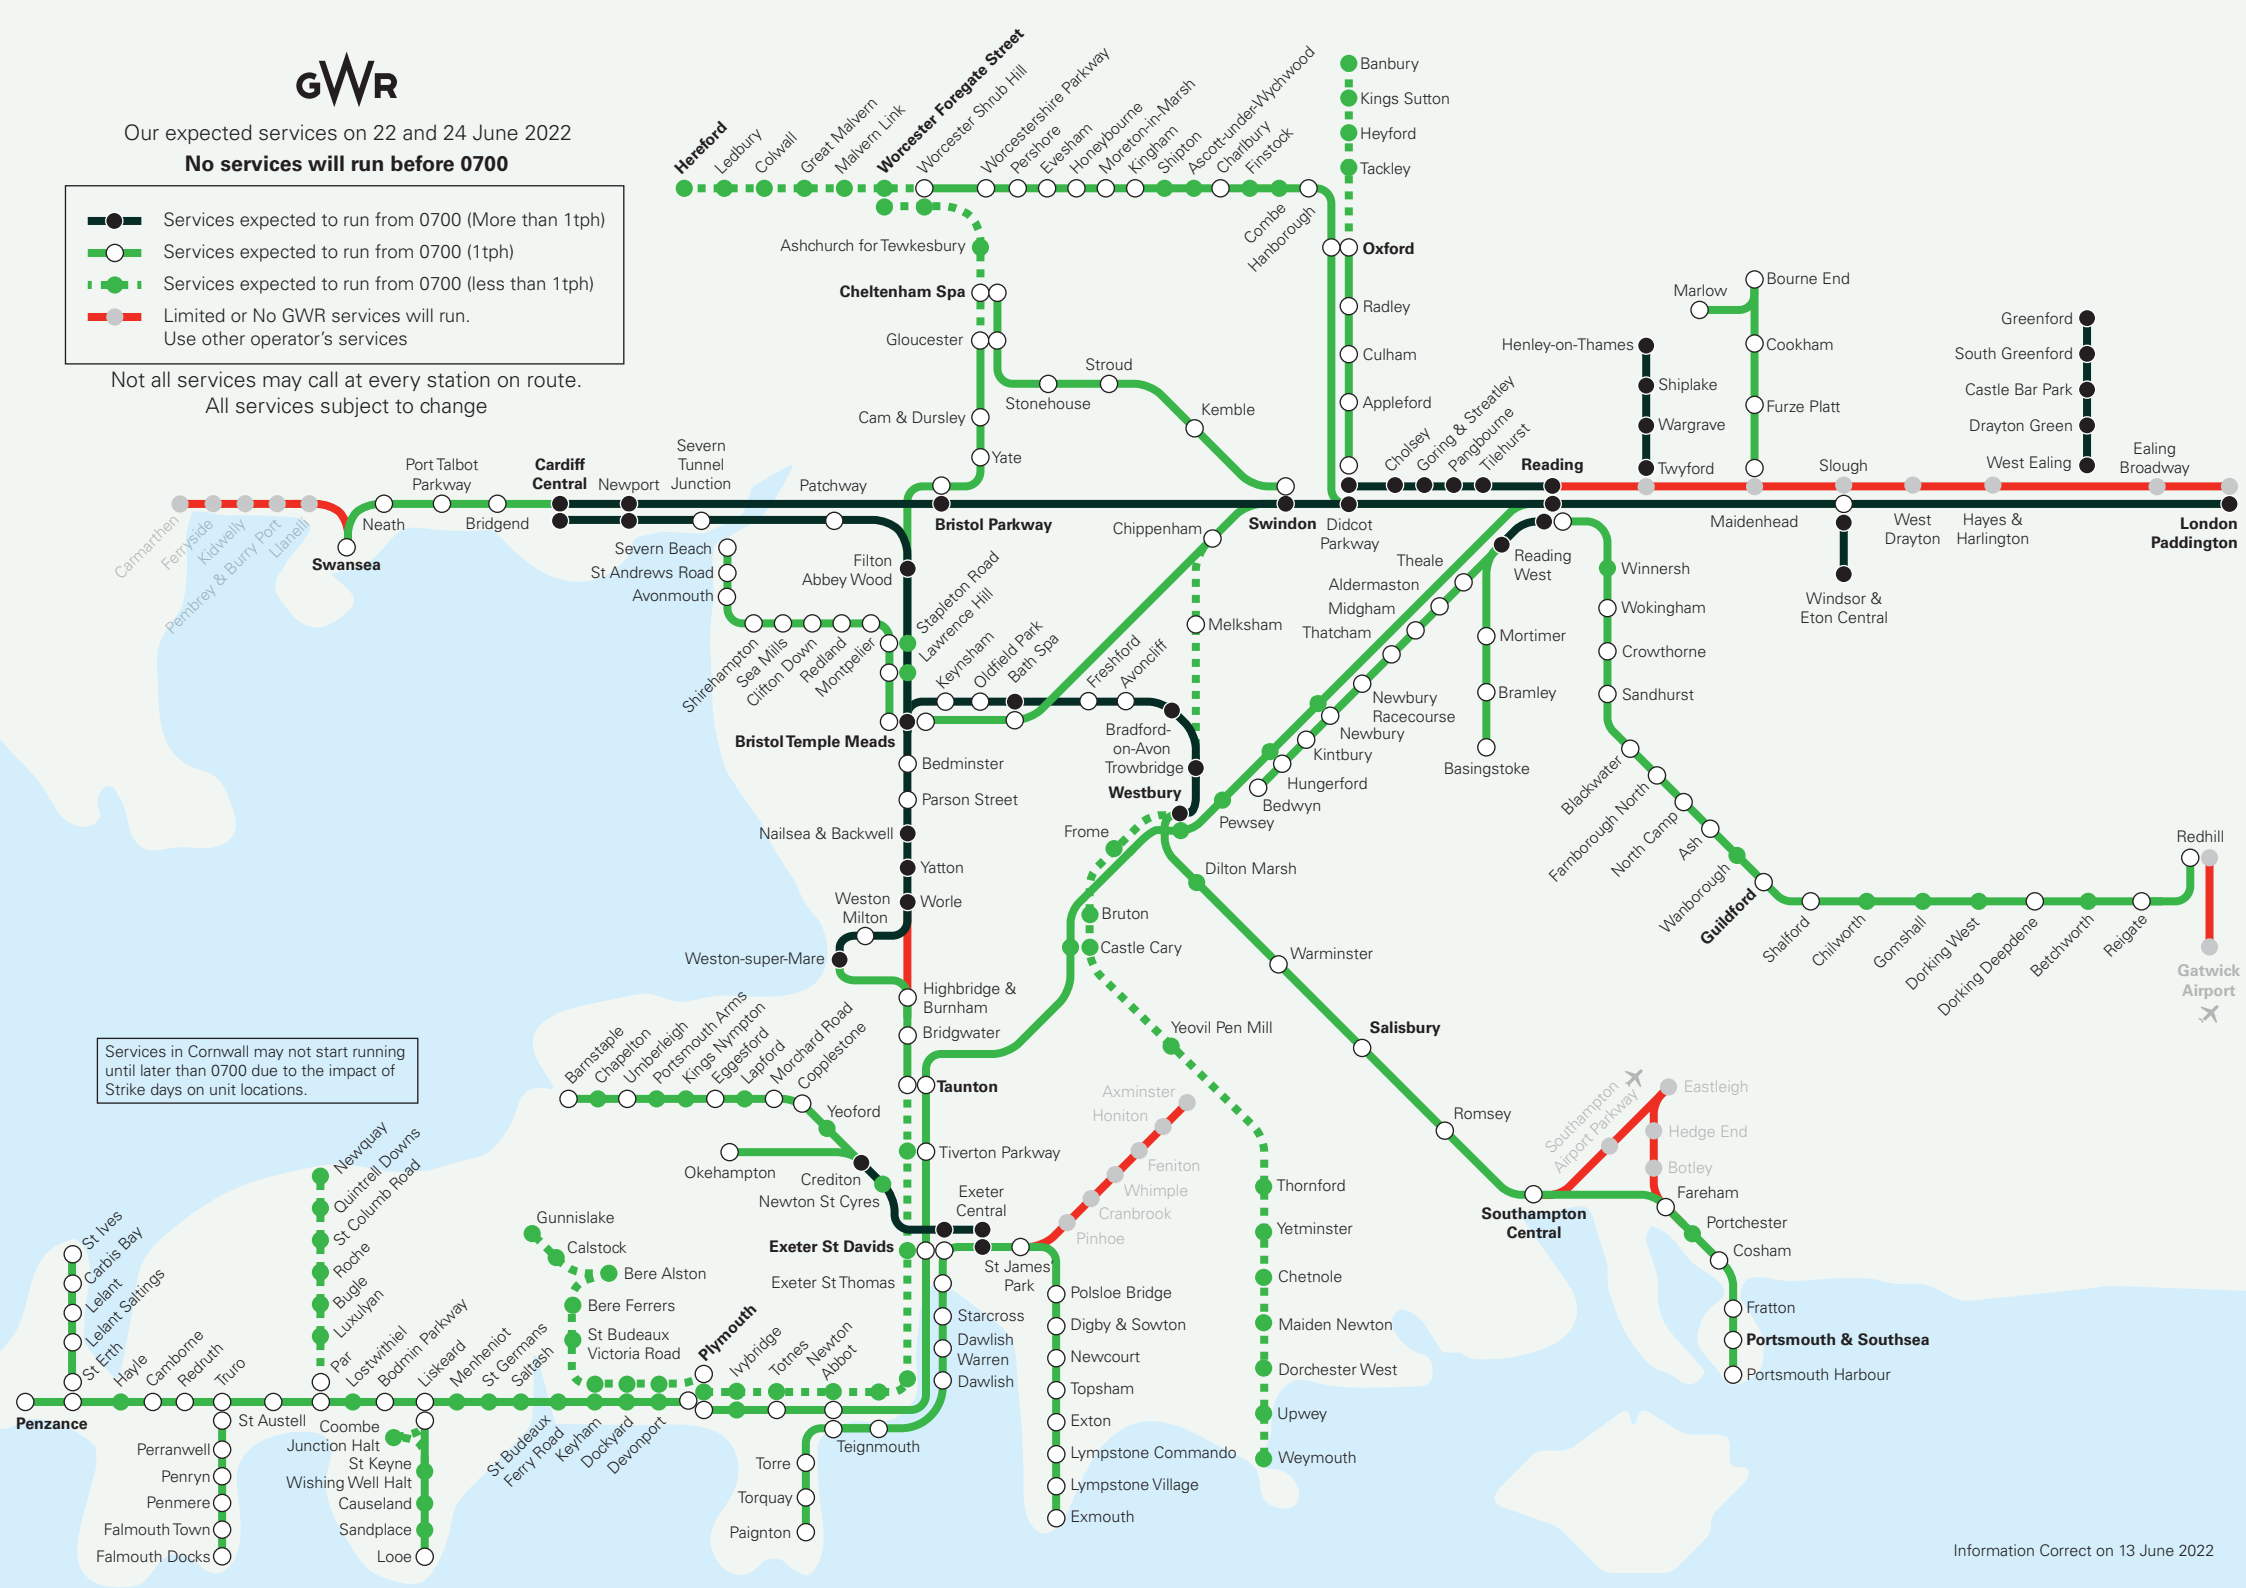 GWR
Our expected services on 22 and 24 June 2022
No services will run before 0700
Services expected to run from 0700 (More than 1tph)
Services expected to run from 0700 (1tph)
Services expected to run from 0700 (less than 1tph)
Limited or No GWR services will run.
Use other operator's services
Not all services may call at every station on route.
All services subject to change
Hereford
Ledbury
Colwall
Great Malvern
Malvern Link
Worcester Foregate Street
Worcester Shrub Hill
Worcestershire Parkway
Pershore
Evesham
Honeybourne
Moreton-in-Marsh
Kingham
Shipton
Ascott-under-Wychwood
Charlbury
Finstock
Combe
Hanborough
Banbury
Kings Sutton
Heyford
Tackley
Oxford
Radley
Culham
Appleford
Ashchurch for Tewkesbury
Cheltenham Spa
Gloucester
Cam & Dursley
Yate
Stonehouse
Stroud
Kemble
Cholsey
Goring & Streatley
Pangbourne
Tilehurst
Reading
Henley-on-Thames
Shiplake
Wargrave
Twyford
Marlow
Bourne End
Cookham
Furze Platt
Maidenhead
Slough
Greenford
South Greenford
Castle Bar Park
Drayton Green
West Ealing
Ealing
Broadway
West
Drayton
Hayes &
Harlington
London
Paddington
Windsor &
Eton Central
Carmarthen
Ferryside
Kidwelly
Pembrey & Burry Port
Llanelli
Swansea
Neath
Port Talbot
Parkway
Bridgend
Cardiff
Central
Newport
Severn
Tunnel
Junction
Patchway
Bristol Parkway
Swindon
Didcot
Parkway
Chippenham
Melksham
Filton
Abbey Wood
Severn Beach
St Andrews Road
Avonmouth
Shirehampton
Sea Mills
Clifton Down
Redland
Montpelier
Stapleton Road
Lawrence Hill
Keynsham
Oldfield Park
Bath Spa
Freshford
Avoncliff
Bradford-
on-Avon
Trowbridge
Westbury
Bristol Temple Meads
Bedminster
Parson Street
Nailsea & Backwell
Yatton
Worle
Weston
Milton
Weston-super-Mare
Highbridge &
Burnham
Bridgwater
Taunton
Tiverton Parkway
Reading
West
Theale
Aldermaston
Midgham
Thatcham
Newbury
Racecourse
Newbury
Kintbury
Hungerford
Bedwyn
Pewsey
Mortimer
Bramley
Basingstoke
Winnersh
Wokingham
Crowthorne
Sandhurst
Blackwater
Farnborough North
North Camp
Ash
Wanborough
Guildford
Shalford
Chilworth
Gomshall
Dorking West
Dorking Deepdene
Betchworth
Reigate
Redhill
Gatwick
Airport
Frome
Bruton
Castle Cary
Yeovil Pen Mill
Thornford
Yetminster
Chetnole
Maiden Newton
Dorchester West
Upwey
Weymouth
Dilton Marsh
Warminster
Salisbury
Romsey
Southampton
Central
Southampton
Airport Parkway
Eastleigh
Hedge End
Botley
Fareham
Portchester
Cosham
Fratton
Portsmouth & Southsea
Portsmouth Harbour
Services in Cornwall may not start running
until later than 0700 due to the impact of
Strike days on unit locations.
Barnstaple
Chapelton
Umberleigh
Portsmouth Arms
Kings Nympton
Eggesford
Lapford
Morchard Road
Copplestone
Yeoford
Okehampton
Crediton
Newton St Cyres
Exeter
Central
Exeter St Davids
Exeter St Thomas
St James
Park
Axminster
Honiton
Feniton
Whimple
Cranbrook
Pinhoe
Polsloe Bridge
Digby & Sowton
Newcourt
Topsham
Exton
Lympstone Commando
Lympstone Village
Exmouth
Starcross
Dawlish
Warren
Dawlish
Teignmouth
Torre
Torquay
Paignton
Newton
Abbot
Totnes
Ivybridge
Plymouth
Gunnislake
Calstock
Bere Alston
Bere Ferrers
St Budeaux
Victoria Road
Devonport
Dockyard
Keyham
St Budeaux
Ferry Road
Saltash
St Germans
Menheniot
Liskeard
Bodmin Parkway
Lostwithiel
Par
Newquay
Quintrell Downs
St Columb Road
Roche
Bugle
Luxulyan
Coombe
Junction Halt
St Keyne
Wishing Well Halt
Causeland
Sandplace
Looe
St Austell
Truro
Perranwell
Penryn
Penmere
Falmouth Town
Falmouth Docks
Redruth
Camborne
Hayle
St Erth
Lelant Saltings
Lelant
Carbis Bay
St Ives
Penzance
Information Correct on 13 June 2022